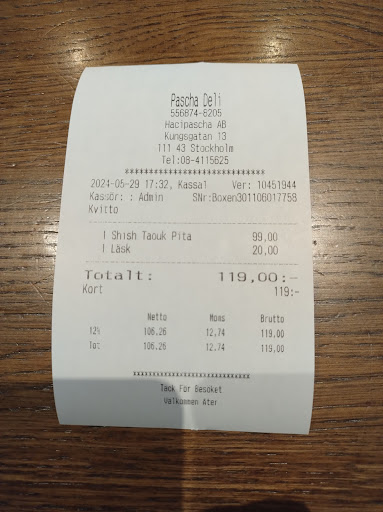 Pascha Deli
556874-6205
Hacipascha AB
Kungsgatan 13
111 43 Stockholm
Tel:08-4115625
****************************
2024-05-29 17:32, Kassa1 Ver: 10451944
Kassör: : Admin SNr:Boxen301106017758
Kvitto
1 Shish Taouk Pita 99,00
1 Läsk 20,00
Totalt: 119,00:-
Kort 119:-
Netto Moms Brutto
12% 106,26 12,74 119,00
tot 106,26 12,74 119,00
****************************
Tack För Besöket
Välkommen Åter